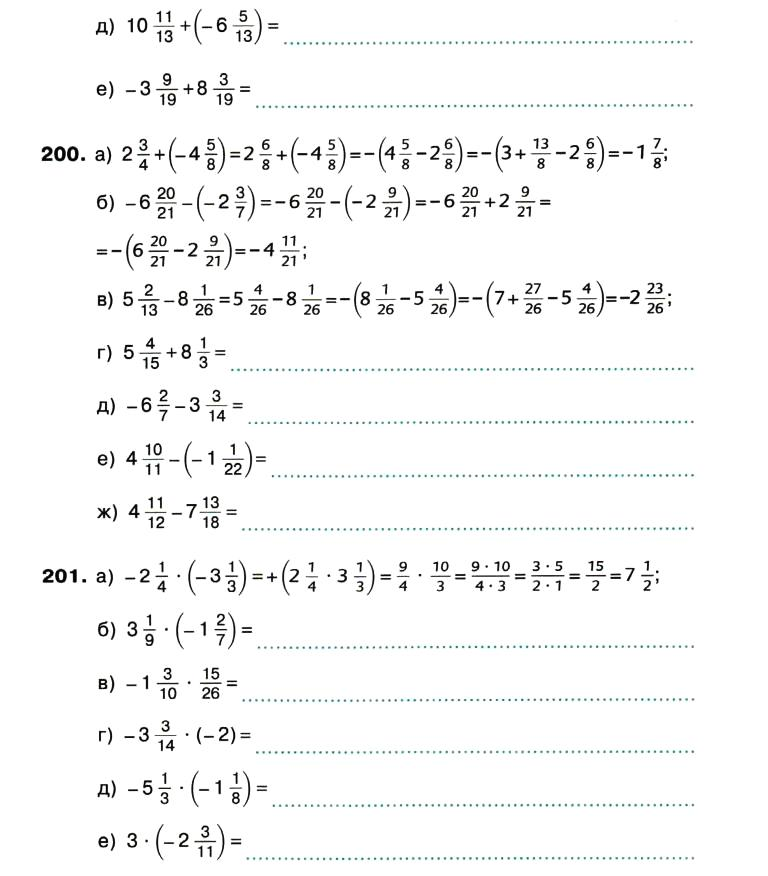 д) 10 11/13 + (−6 5/13) =
е) −3 9/19 + 8 3/19 =
200. а) 2 3/4 + (−4 5/8) = 2 6/8 + (−4 5/8) = −(4 5/8 − 2 6/8) = −(3 + 13/8 − 2 6/8) = −1 7/8;
б) −6 20/21 − (−2 3/7) = −6 20/21 − (−2 9/21) = −6 20/21 + 2 9/21 =
= −(6 20/21 − 2 9/21) = −4 11/21;
в) 5 2/13 − 8 1/26 = 5 4/26 − 8 1/26 = −(8 1/26 − 5 4/26) = −(7 + 27/26 − 5 4/26) = −2 23/26;
г) 5 4/15 + 8 1/3 =
д) −6 2/7 − 3 3/14 =
е) 4 10/11 − (−1 1/22) =
ж) 4 11/12 − 7 13/18 =
201. а) −2 1/4 · (−3 1/3) = +(2 1/4 · 3 1/3) = 9/4 · 10/3 = 9 · 10/4 · 3 = 3 · 5/2 · 1 = 15/2 = 7 1/2;
б) 3 1/9 · (−1 2/7) =
в) −1 3/10 · 15/26 =
г) −3 3/14 · (−2) =
д) −5 1/3 · (−1 1/8) =
е) 3 · (−2 3/11) =